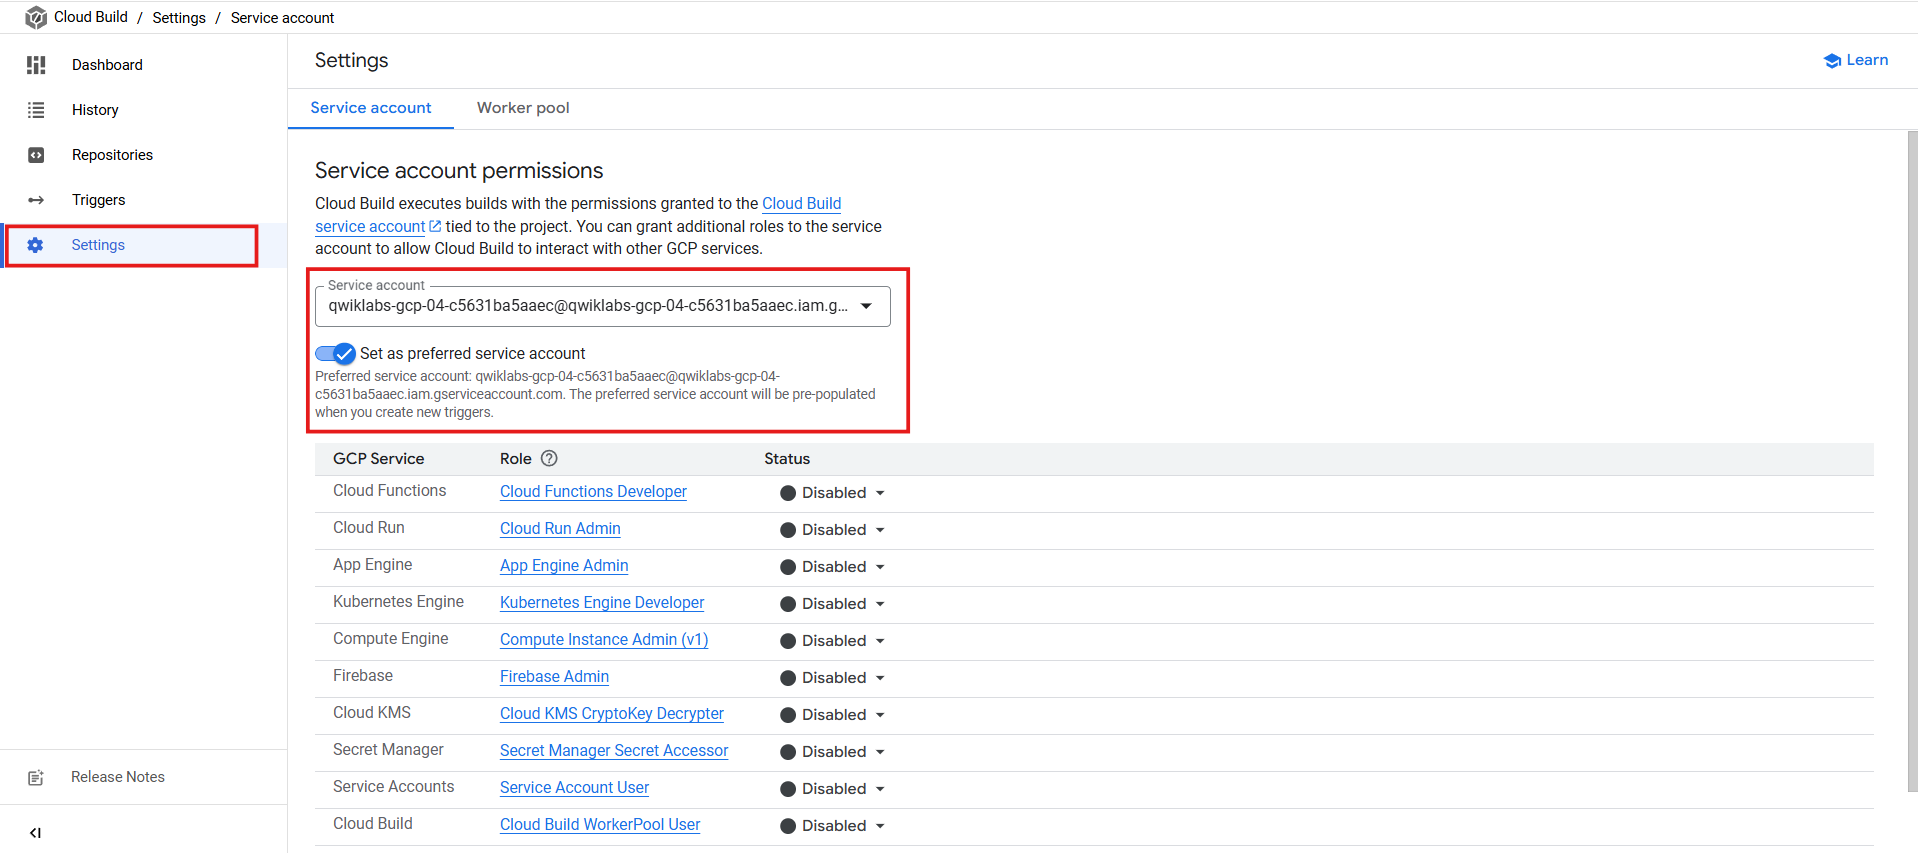 Cloud Build / Settings / Service account
Dashboard
History
Repositories
Triggers
Settings
Release Notes
Settings
Learn
Service account
Worker pool
Service account permissions
Cloud Build executes builds with the permissions granted to the Cloud Build
service account tied to the project. You can grant additional roles to the service
account to allow Cloud Build to interact with other GCP services.
Service account
qwiklabs-gcp-04-c5631ba5aaec@qwiklabs-gcp-04-c5631ba5aaec.iam.g...
Set as preferred service account
Preferred service account: qwiklabs-gcp-04-c5631ba5aaec@qwiklabs-gcp-04-
c5631ba5aaec.iam.gserviceaccount.com. The preferred service account will be pre-populated
when you create new triggers.
GCP Service Role Status
Cloud Functions Cloud Functions Developer Disabled
Cloud Run Cloud Run Admin Disabled
App Engine App Engine Admin Disabled
Kubernetes Engine Kubernetes Engine Developer Disabled
Compute Engine Compute Instance Admin (v1) Disabled
Firebase Firebase Admin Disabled
Cloud KMS Cloud KMS CryptoKey Decrypter Disabled
Secret Manager Secret Manager Secret Accessor Disabled
Service Accounts Service Account User Disabled
Cloud Build Cloud Build WorkerPool User Disabled